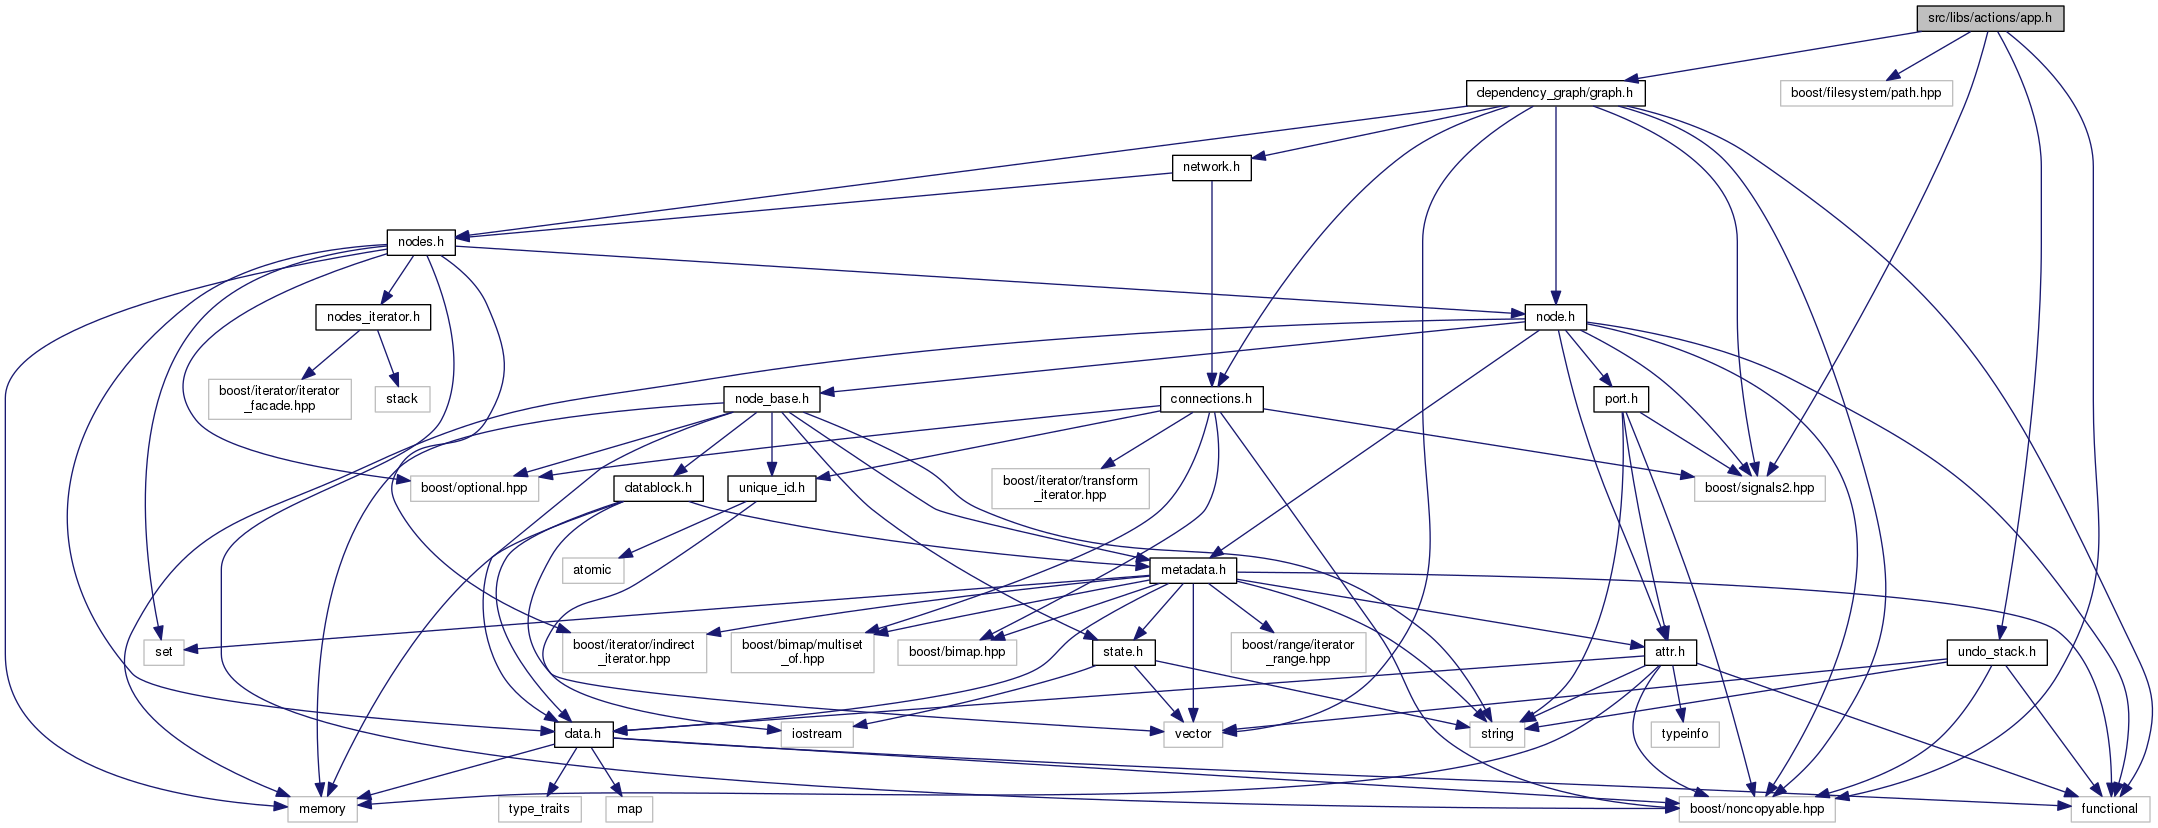 src/libs/actions/app.h
dependency_graph/graph.h
boost/filesystem/path.hpp
network.h
nodes.h
nodes_iterator.h
node.h
boost/iterator/iterator
_facade.hpp
stack
node_base.h
connections.h
port.h
boost/optional.hpp
datablock.h
unique_id.h
boost/iterator/transform
_iterator.hpp
boost/signals2.hpp
atomic
metadata.h
set
boost/iterator/indirect
_iterator.hpp
boost/bimap/multiset
_of.hpp
boost/bimap.hpp
state.h
boost/range/iterator
_range.hpp
attr.h
undo_stack.h
data.h
iostream
vector
string
typeinfo
memory
type_traits
map
boost/noncopyable.hpp
functional